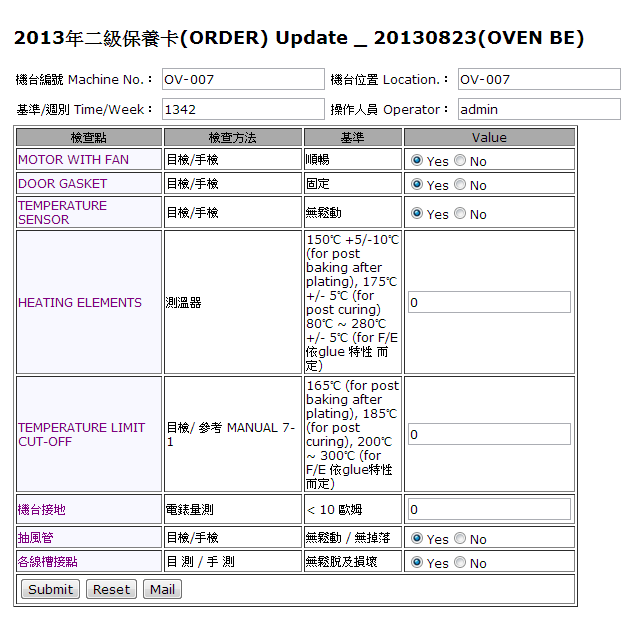 2013年二級保養卡(ORDER) Update _ 20130823(OVEN BE)
機台編號 Machine No.： OV-007 機台位置 Location.： OV-007
基準/週別 Time/Week： 1342 操作人員 Operator： admin
檢查點 檢查方法 基準 Value
MOTOR WITH FAN 目檢/手檢 順暢 Yes No
DOOR GASKET 目檢/手檢 固定 Yes No
TEMPERATURE
SENSOR
目檢/手檢 無鬆動 Yes No
HEATING ELEMENTS 測溫器
150℃ +5/-10℃
(for post
baking after
plating), 175℃
+/- 5℃ (for
post curing)
80℃ ~ 280℃
+/- 5℃ (for F/E
依glue 特性 而
定)
0
TEMPERATURE LIMIT
CUT-OFF
目檢/ 參考 MANUAL 7-
1
165℃ (for post
baking after
plating), 185℃
(for post
curing), 200℃
~ 300℃ (for
F/E 依glue特性
而定)
0
機台接地 電錶量測 < 10 歐姆 0
抽風管 目檢/手檢 無鬆動 / 無掉落 Yes No
各線槽接點 目 測 / 手 測 無鬆脫及損壞 Yes No
Submit Reset Mail